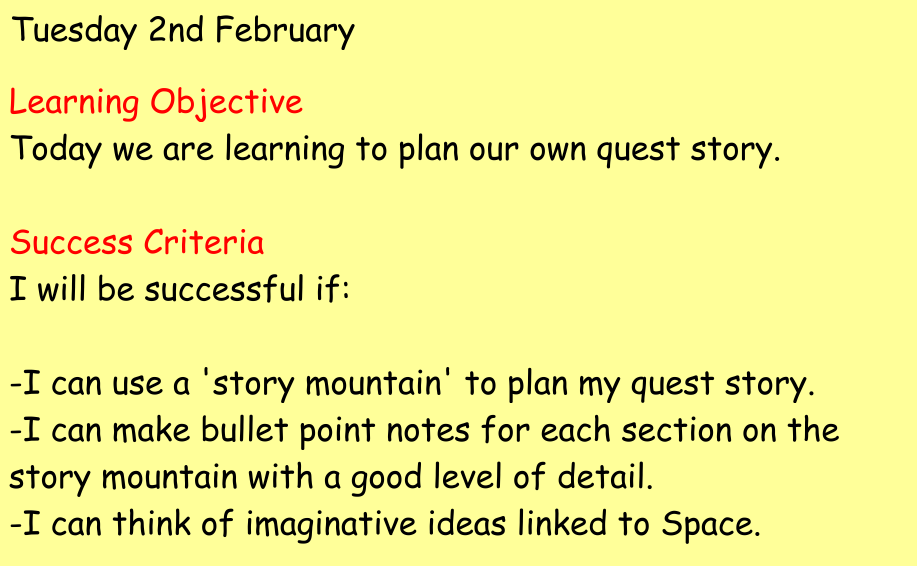 Tuesday 2nd February
Learning Objective
Today we are learning to plan our own quest story.
Success Criteria
I will be successful if:
-I can use a 'story mountain' to plan my quest story.
-I can make bullet point notes for each section on the
story mountain with a good level of detail.
-I can think of imaginative ideas linked to Space.